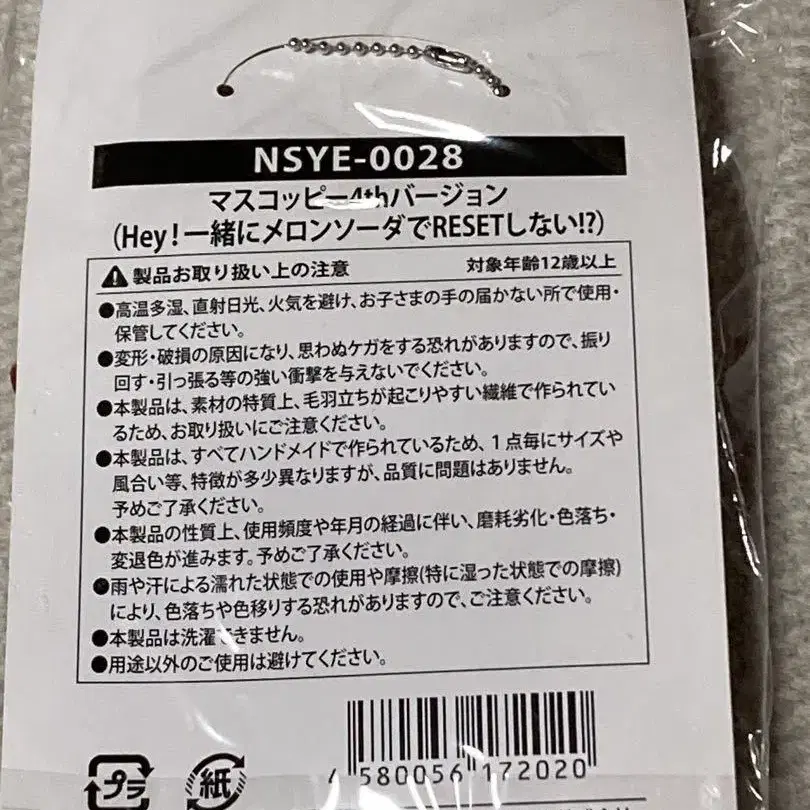 NSYE-0028
マスコッピー4thバージョン
(Hey!一緒にメロンソーダでRESETしない!?)
製品お取り扱い上の注意 対象年齢12歳以上
●高温多湿、直射日光、火気を避け、お子さまの手の届かない所で使用・
保管してください。
●変形・破損の原因になり、思わぬケガをする恐れがありますので、振り
回す・引っ張る等の強い衝撃を与えないでください。
●本製品は、素材の特質上、毛羽立ちが起こりやすい繊維で作られてい
るため、お取り扱いにご注意ください。
●本製品は、すべてハンドメイドで作られているため、1点毎にサイズや
風合い等、特徴が多少異なりますが、品質に問題はありません。
予めご了承ください。
●本製品の性質上、使用頻度や年月の経過に伴い、磨耗劣化・色落ち・
変退色が進みます。予めご了承ください。
●雨や汗による濡れた状態での使用や摩擦(特に湿った状態での摩擦)
により、色落ちや色移りする恐れがありますので、ご注意ください。
●本製品は洗濯できません。
●用途以外のご使用は避けてください。
4 580056 172020
プラ 紙